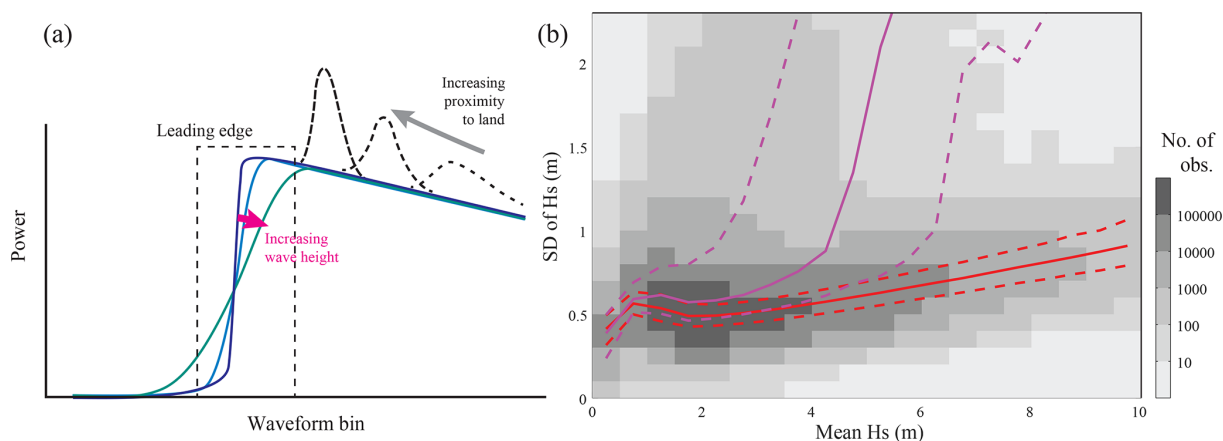 (a)
Increasing
proximity
to land
Leading edge
Increasing
wave height
Power
Waveform bin
(b)
SD of Hs (m)
2
1.5
1
0.5
0
0 2 4 6 8 10
Mean Hs (m)
No. of
obs.
100000
10000
1000
100
10